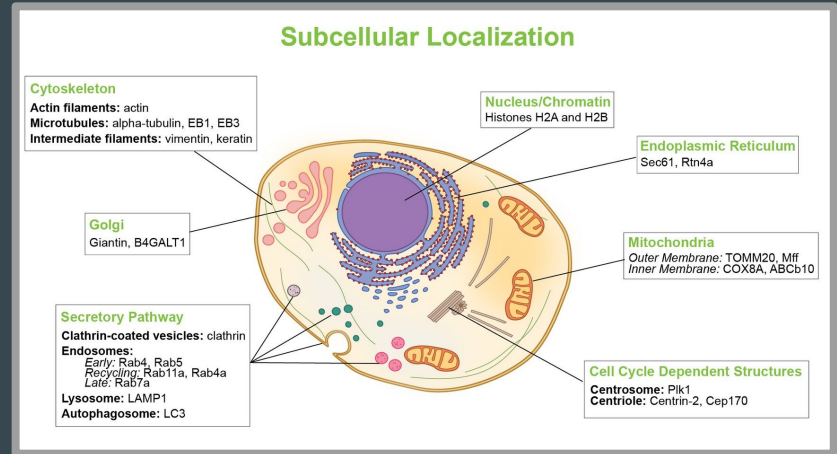 Subcellular Localization
Cytoskeleton
Actin filaments: actin
Microtubules: alpha-tubulin, EB1, EB3
Intermediate filaments: vimentin, keratin
Nucleus/Chromatin
Histones H2A and H2B
Endoplasmic Reticulum
Sec61, Rtn4a
Golgi
Giantin, B4GALT1
Mitochondria
Outer Membrane: TOMM20, Mff
Inner Membrane: COX8A, ABCb10
Secretory Pathway
Clathrin-coated vesicles: clathrin
Endosomes:
Early: Rab4, Rab5
Recycling: Rab11a, Rab4a
Late: Rab7a
Lysosome: LAMP1
Autophagosome: LC3
Cell Cycle Dependent Structures
Centrosome: Plk1
Centriole: Centrin-2, Cep170